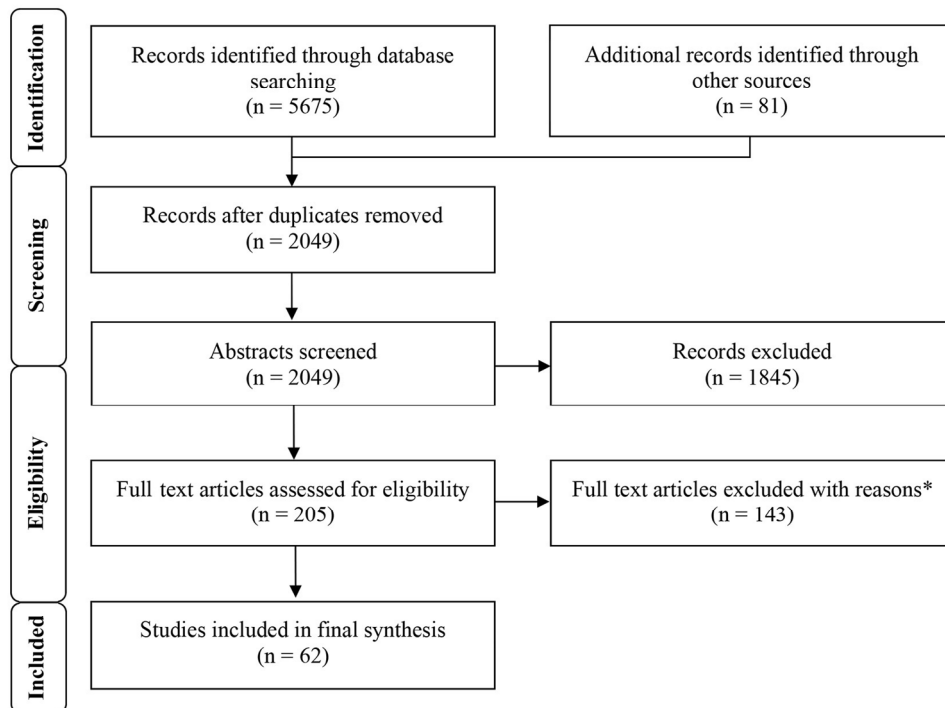 Identification
Records identified through database
searching
(n = 5675)
Additional records identified through
other sources
(n = 81)
Screening
Records after duplicates removed
(n = 2049)
Abstracts screened
(n = 2049)
Records excluded
n = 1845)
Eligibility
Full text articles assessed for eligibility
(n = 205)
Full text articles excluded with reasons*
n = 143)
Included
Studies included in final synthesis
(n = 62)